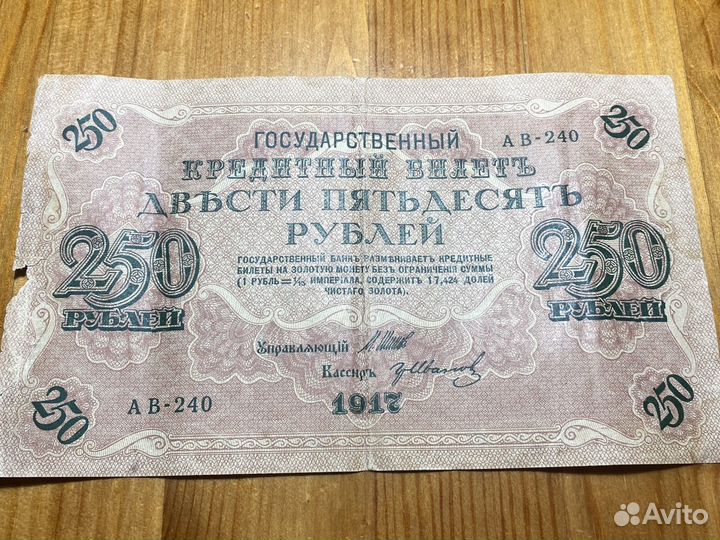 250
250
ГОСУДАРСТВЕННЫЙ
АВ-240
КРЕДИТНЫЙ БИЛЕТЪ
ДВѢСТИ ПЯТЬДЕСЯТЪ
РУБЛЕЙ
250
РУБЛЕЙ
250
РУБЛЕЙ
ГОСУДАРСТВЕННЫЙ БАНКЪ РАЗМѢНИВАЕТЪ КРЕДИТНЫЕ
БИЛЕТЫ НА ЗОЛОТУЮ МОНЕТУ БЕЗЪ ОГРАНИЧЕНІЯ СУММЫ
(1 РУБЛЬ = 1/15 ИМПЕРІАЛА, СОДЕРЖИТЪ 17,424 ДОЛЕЙ
ЧИСТАГО ЗОЛОТА).
Управляющій
Кассиръ
АВ-240
1917
250
250
Avito